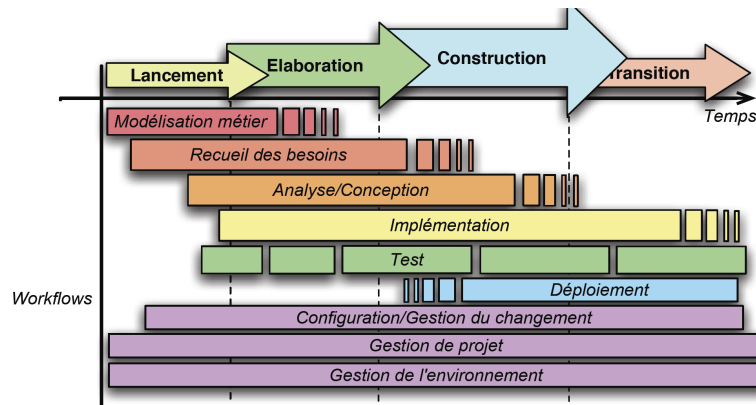 Lancement
Elaboration
Construction
Transition
Temps
Modélisation métier
Recueil des besoins
Analyse/Conception
Implémentation
Test
Déploiement
Workflows
Configuration/Gestion du changement
Gestion de projet
Gestion de l'environnement